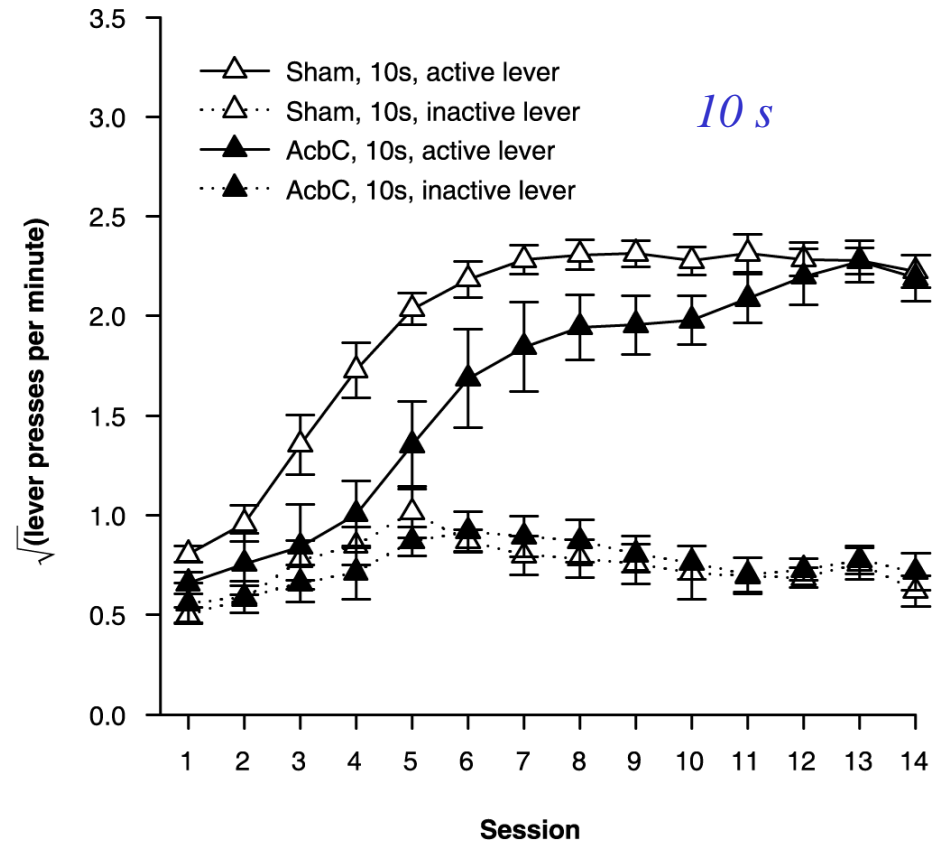 3.5
3.0
2.5
2.0
1.5
1.0
0.5
0.0
√(lever presses per minute)
Sham, 10s, active lever
Sham, 10s, inactive lever
AcbC, 10s, active lever
AcbC, 10s, inactive lever
10 s
1 2 3 4 5 6 7 8 9 10 11 12 13 14
Session